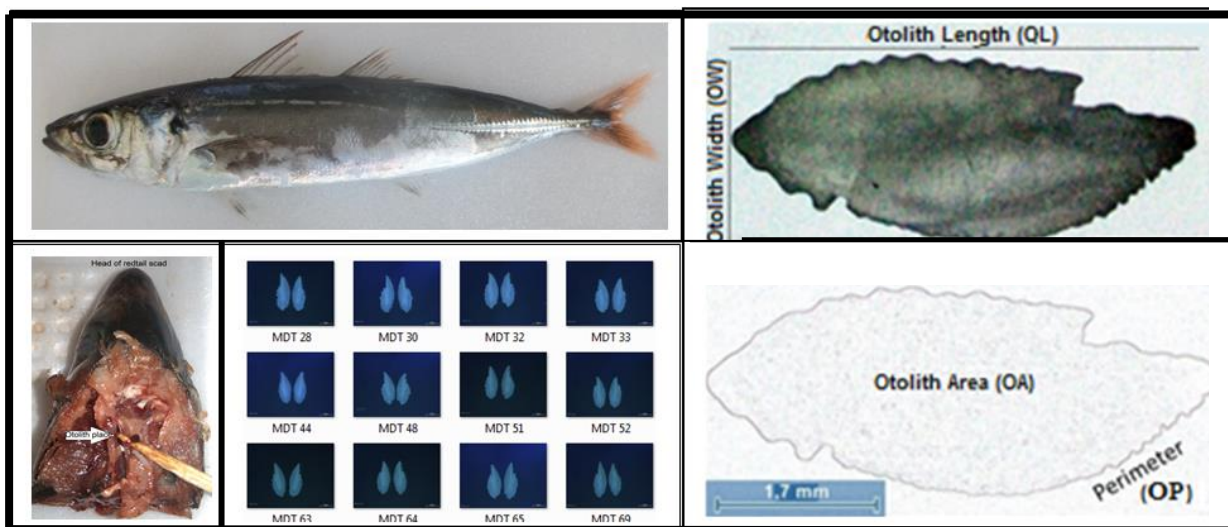 Otolith Length (QL)
Otolith Width (OW)
Head of redtail scad
Otolith place
MDT 28
MDT 30
MDT 32
MDT 33
MDT 44
MDT 48
MDT 51
MDT 52
MDT 63
MDT 64
MDT 65
MDT 69
Otolith Area (OA)
Perimeter
(OP)
1,7 mm